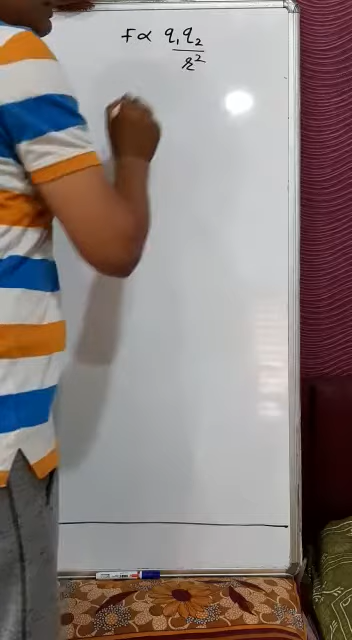 F∝ q₁q₂
r²